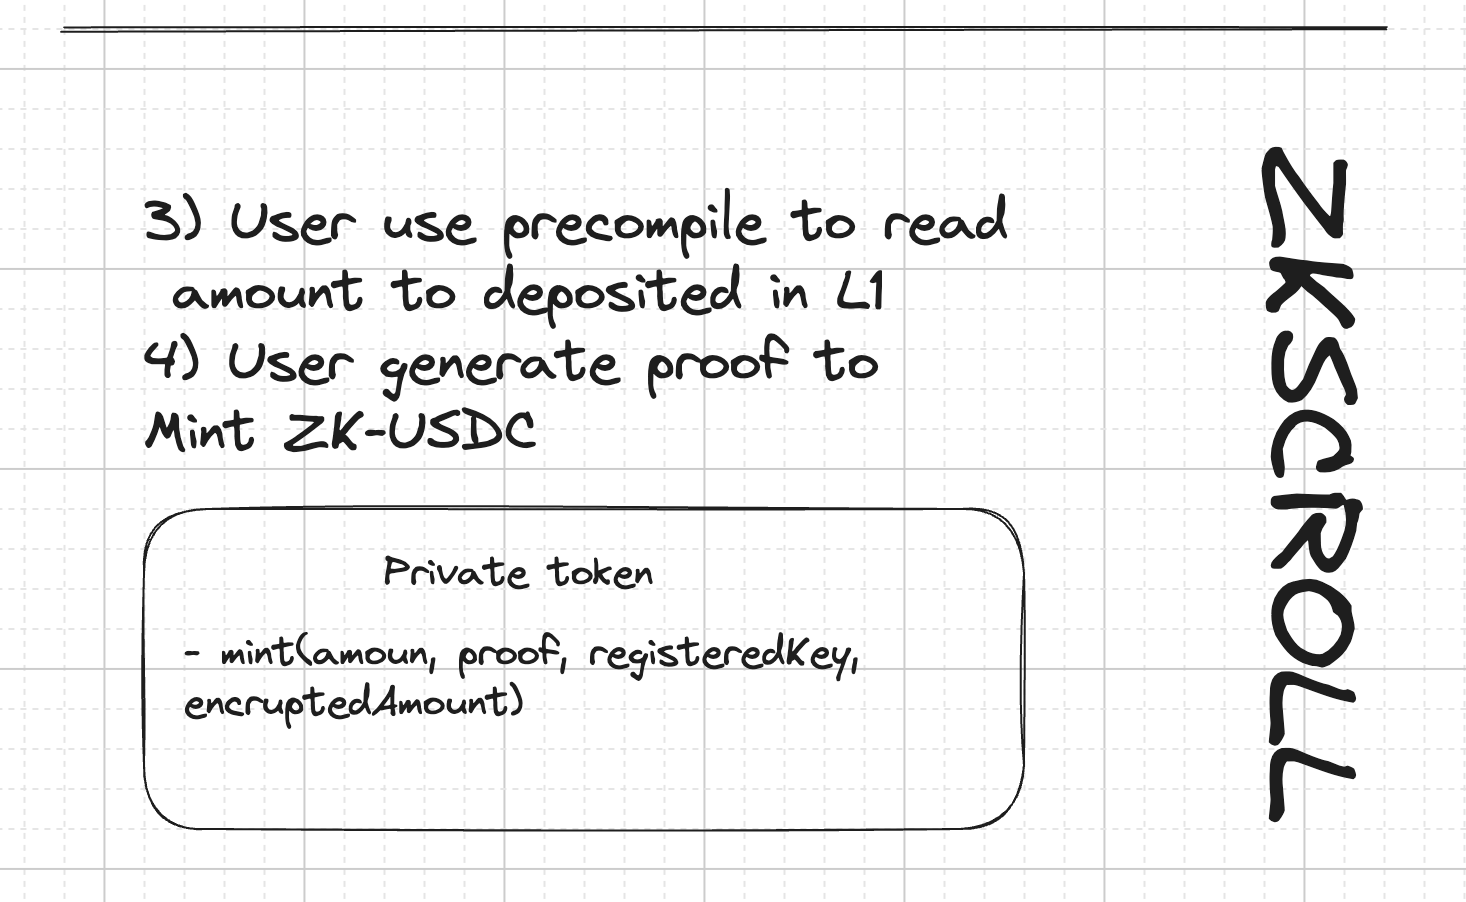 3) User use precompile to read
amount to deposited in L1
4) User generate proof to
Mint ZK-USDC
Private token
- mint(amoun, proof, registeredKey,
encruptedAmount)
ZKSCROLL